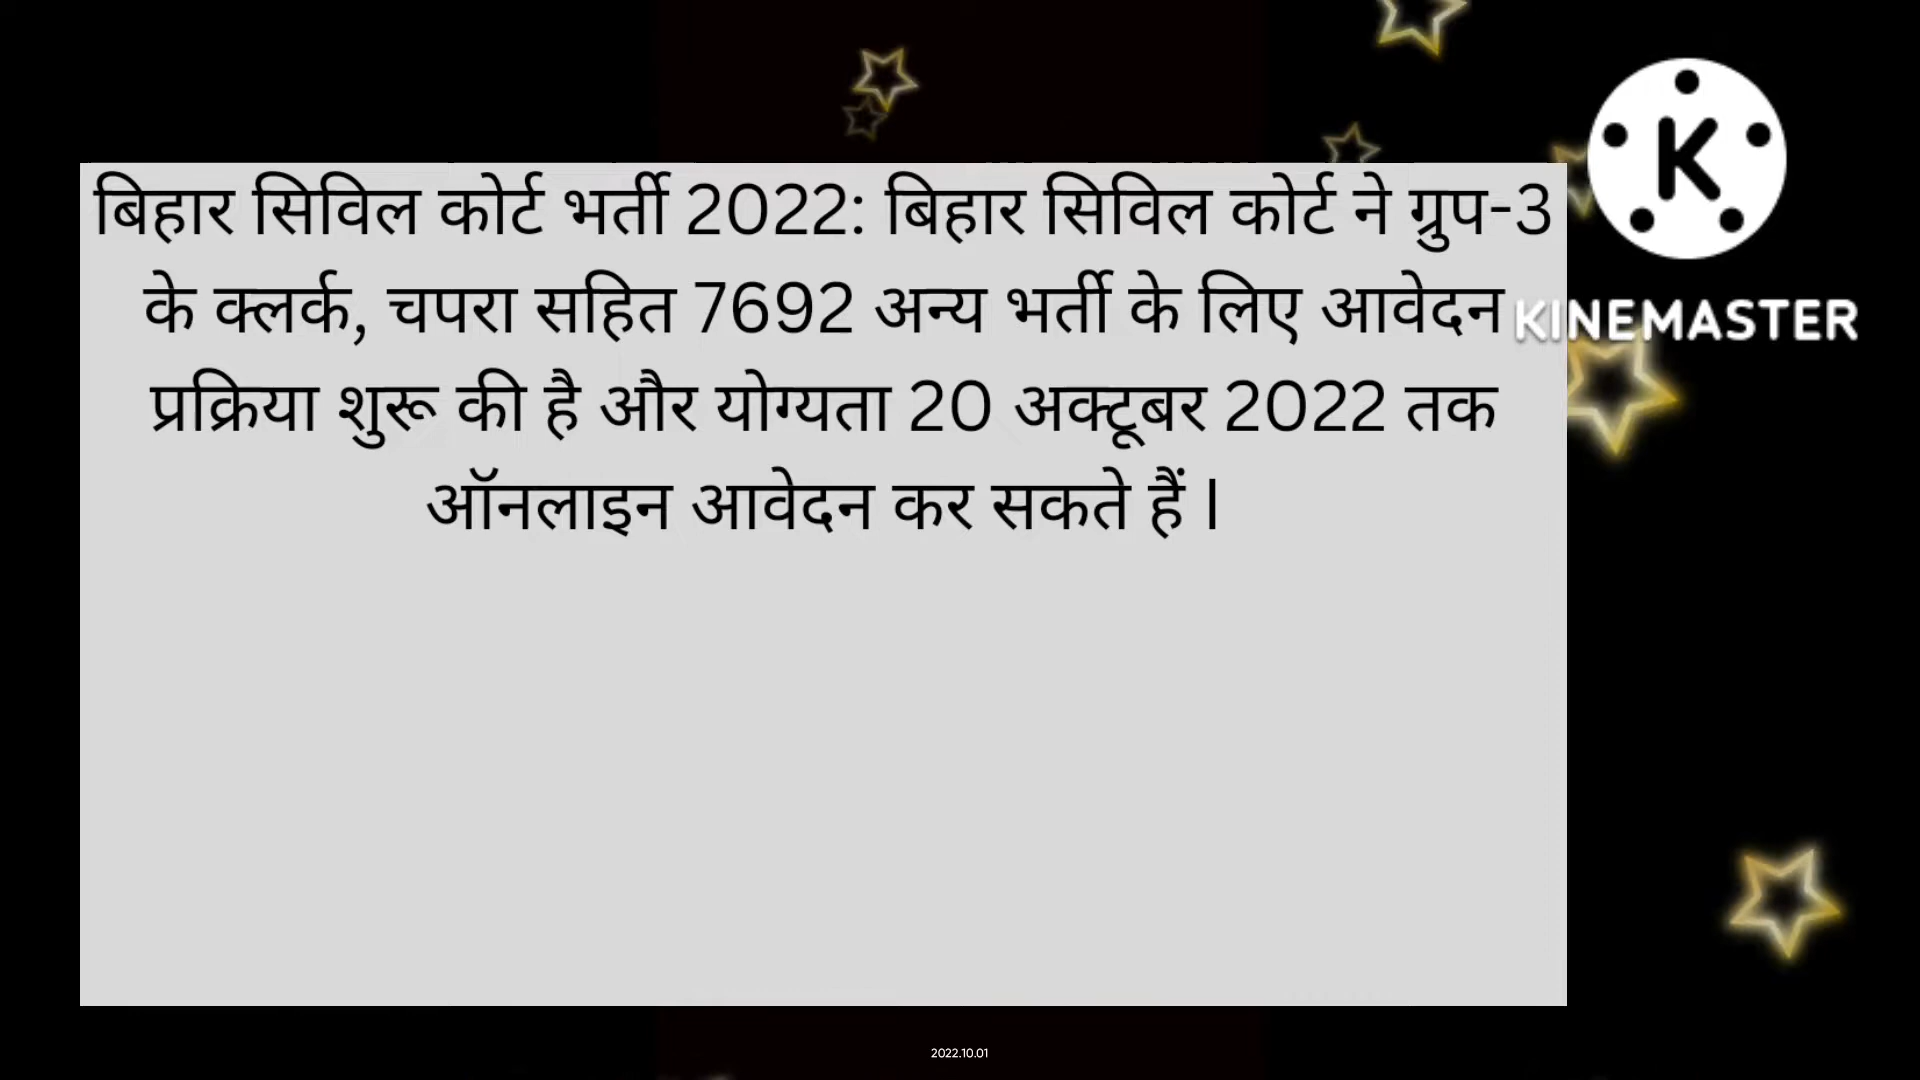 बिहार सिविल कोर्ट भर्ती 2022: बिहार सिविल कोर्ट ने ग्रुप-3
के क्लर्क, चपरा सहित 7692 अन्य भर्ती के लिए आवेदन
प्रक्रिया शुरू की है और योग्यता 20 अक्टूबर 2022 तक
ऑनलाइन आवेदन कर सकते हैं।
K
KINEMASTER
2022.10.01